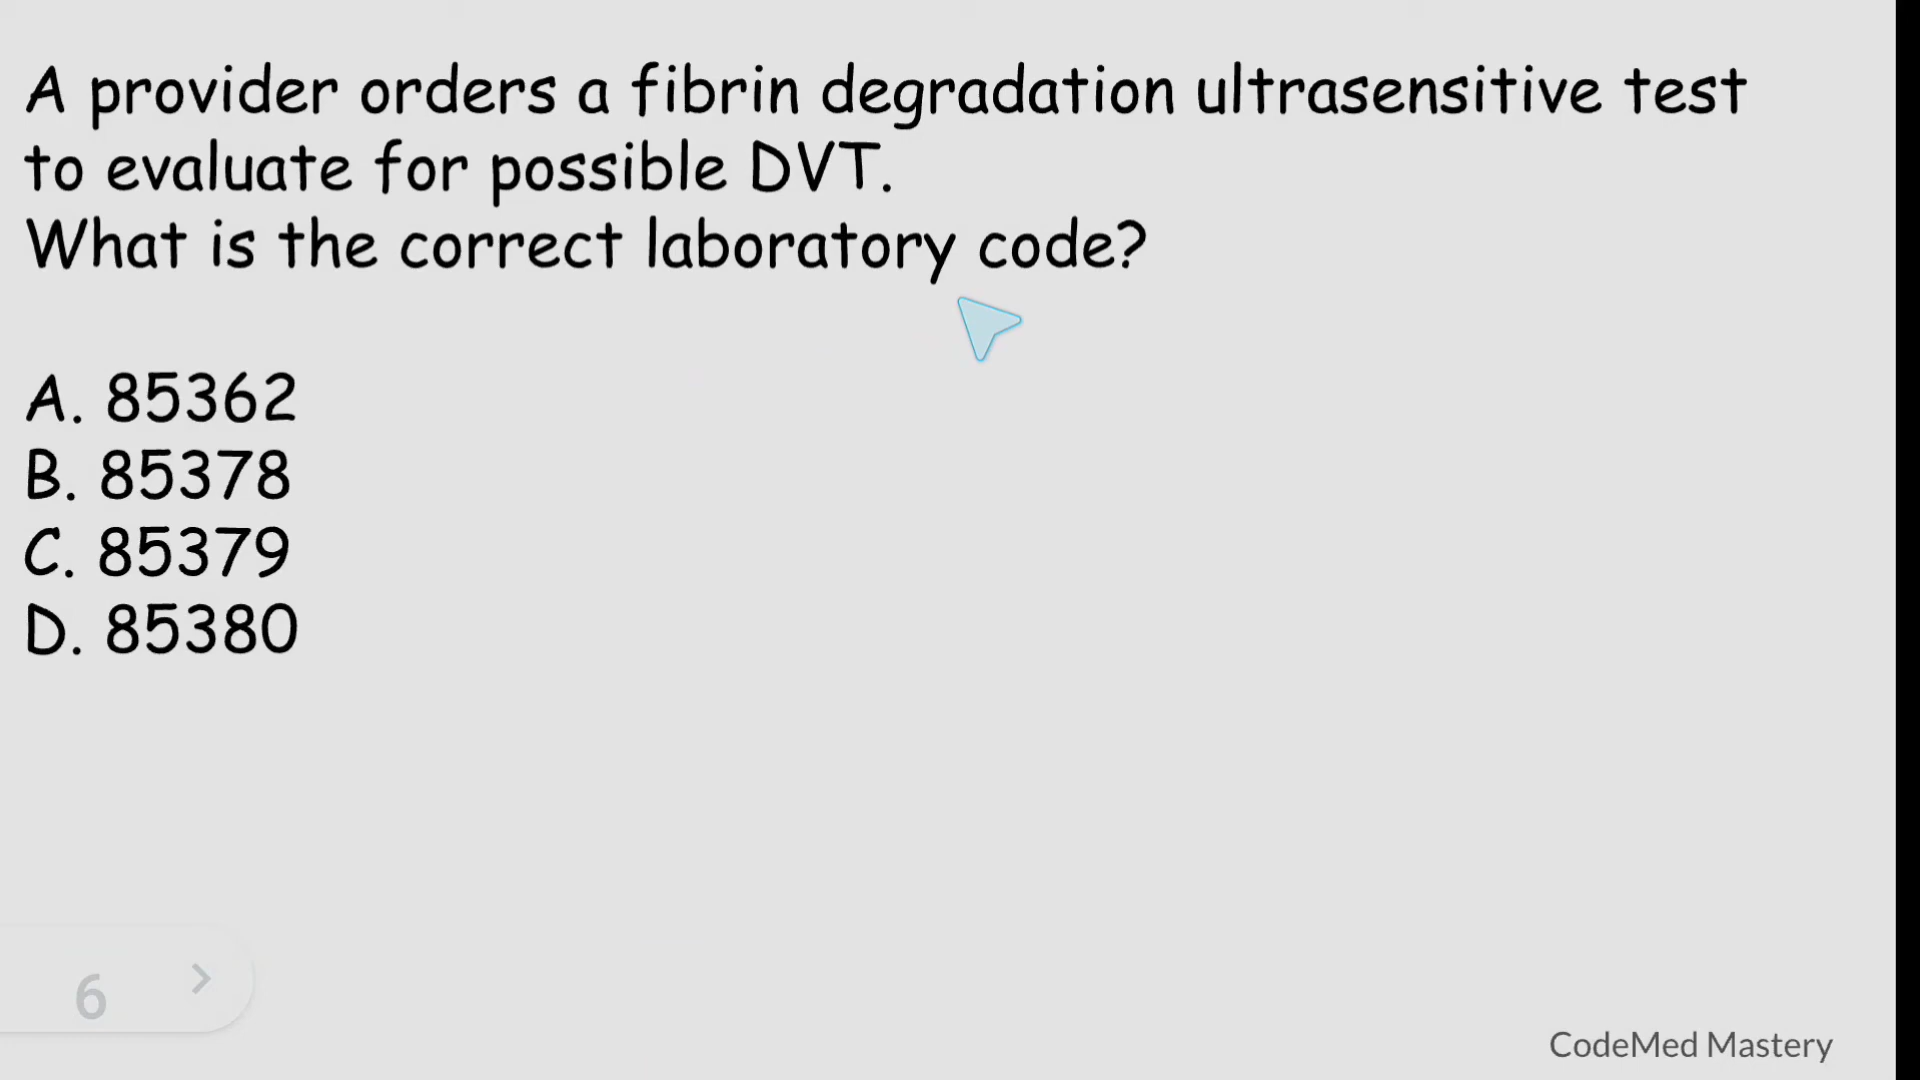 A provider orders a fibrin degradation ultrasensitive test
to evaluate for possible DVT.
What is the correct laboratory code?
A. 85362
B. 85378
C. 85379
D. 85380
6
CodeMed Mastery